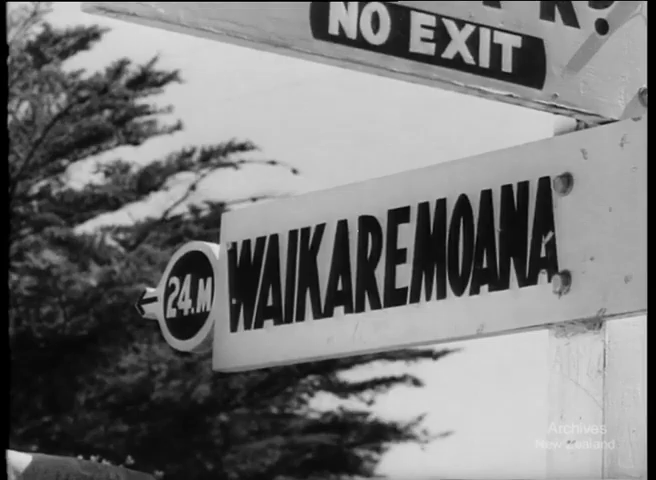 NO EXIT
WAIKAREMOANA
24.M
Archives
New Zealand